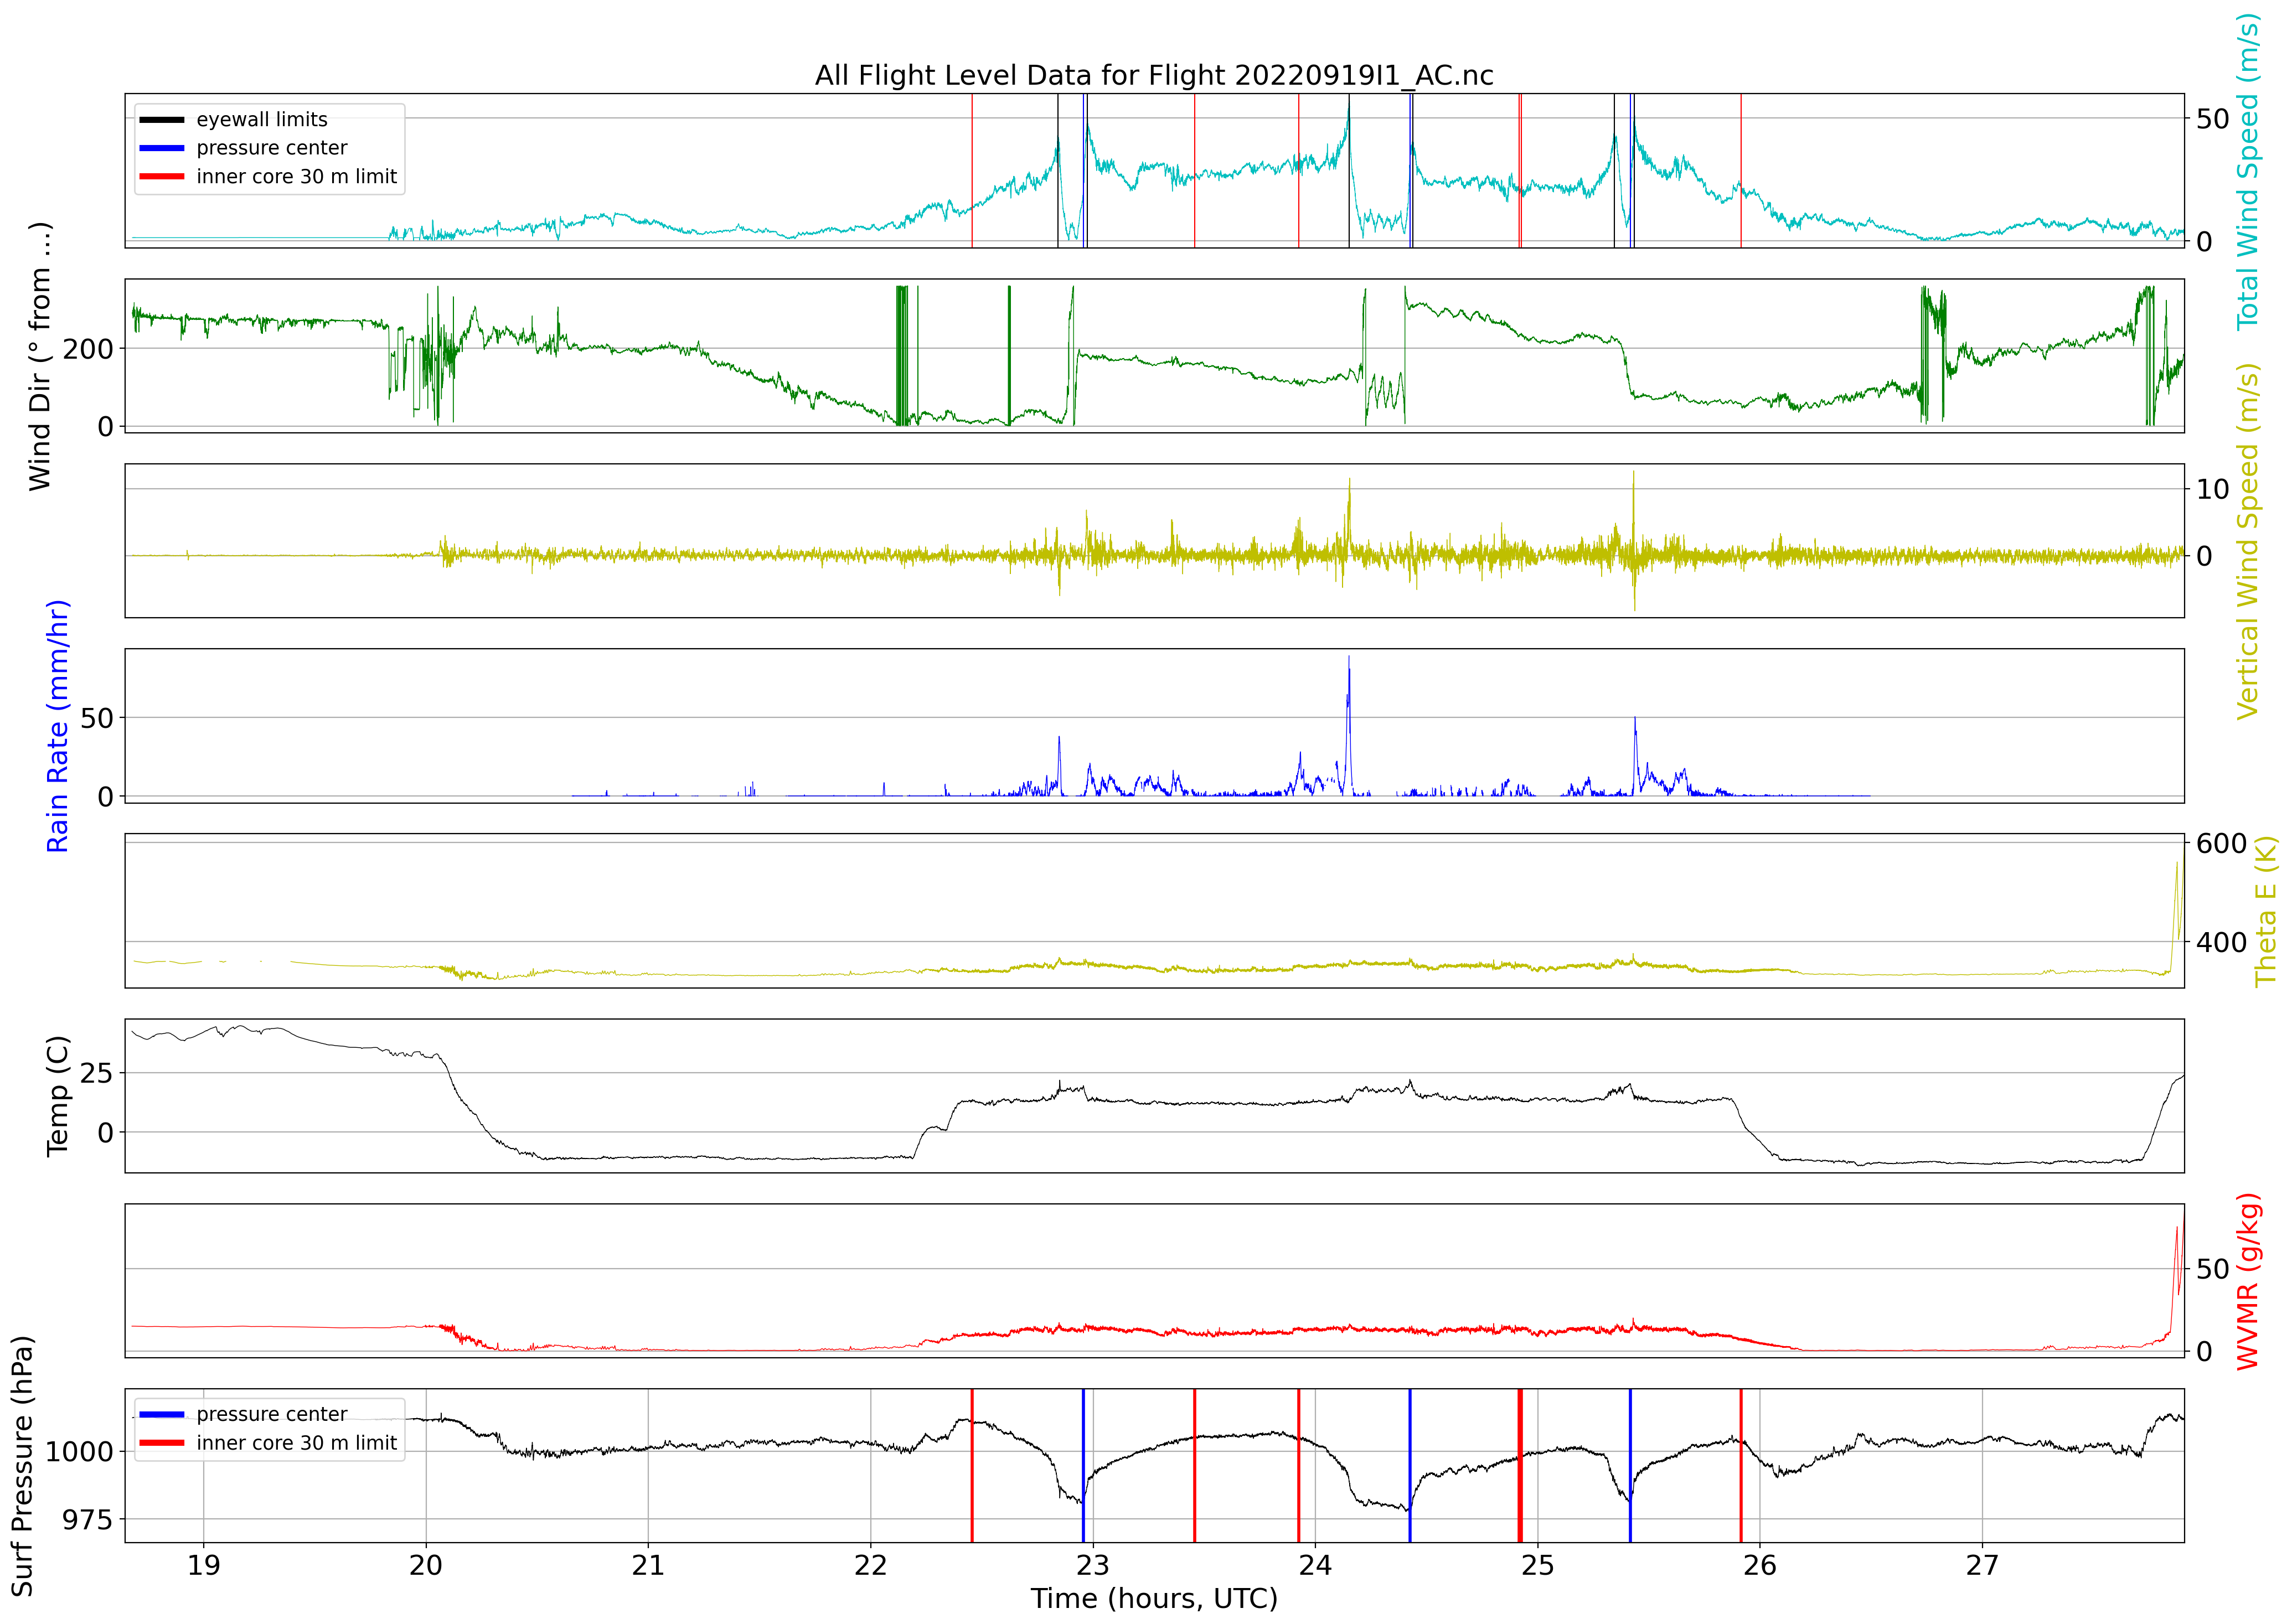 All Flight Level Data for Flight 20220919I1_AC.nc
eyewall limits
pressure center
inner core 30 m limit
50
0
Total Wind Speed (m/s)
Wind Dir (° from ...)
200
0
10
0
Vertical Wind Speed (m/s)
Rain Rate (mm/hr)
50
0
600
400
Theta E (K)
Temp (C)
25
0
50
0
WVMR (g/kg)
Surf Pressure (hPa)
1000
975
pressure center
inner core 30 m limit
19 20 21 22 23 24 25 26 27
Time (hours, UTC)